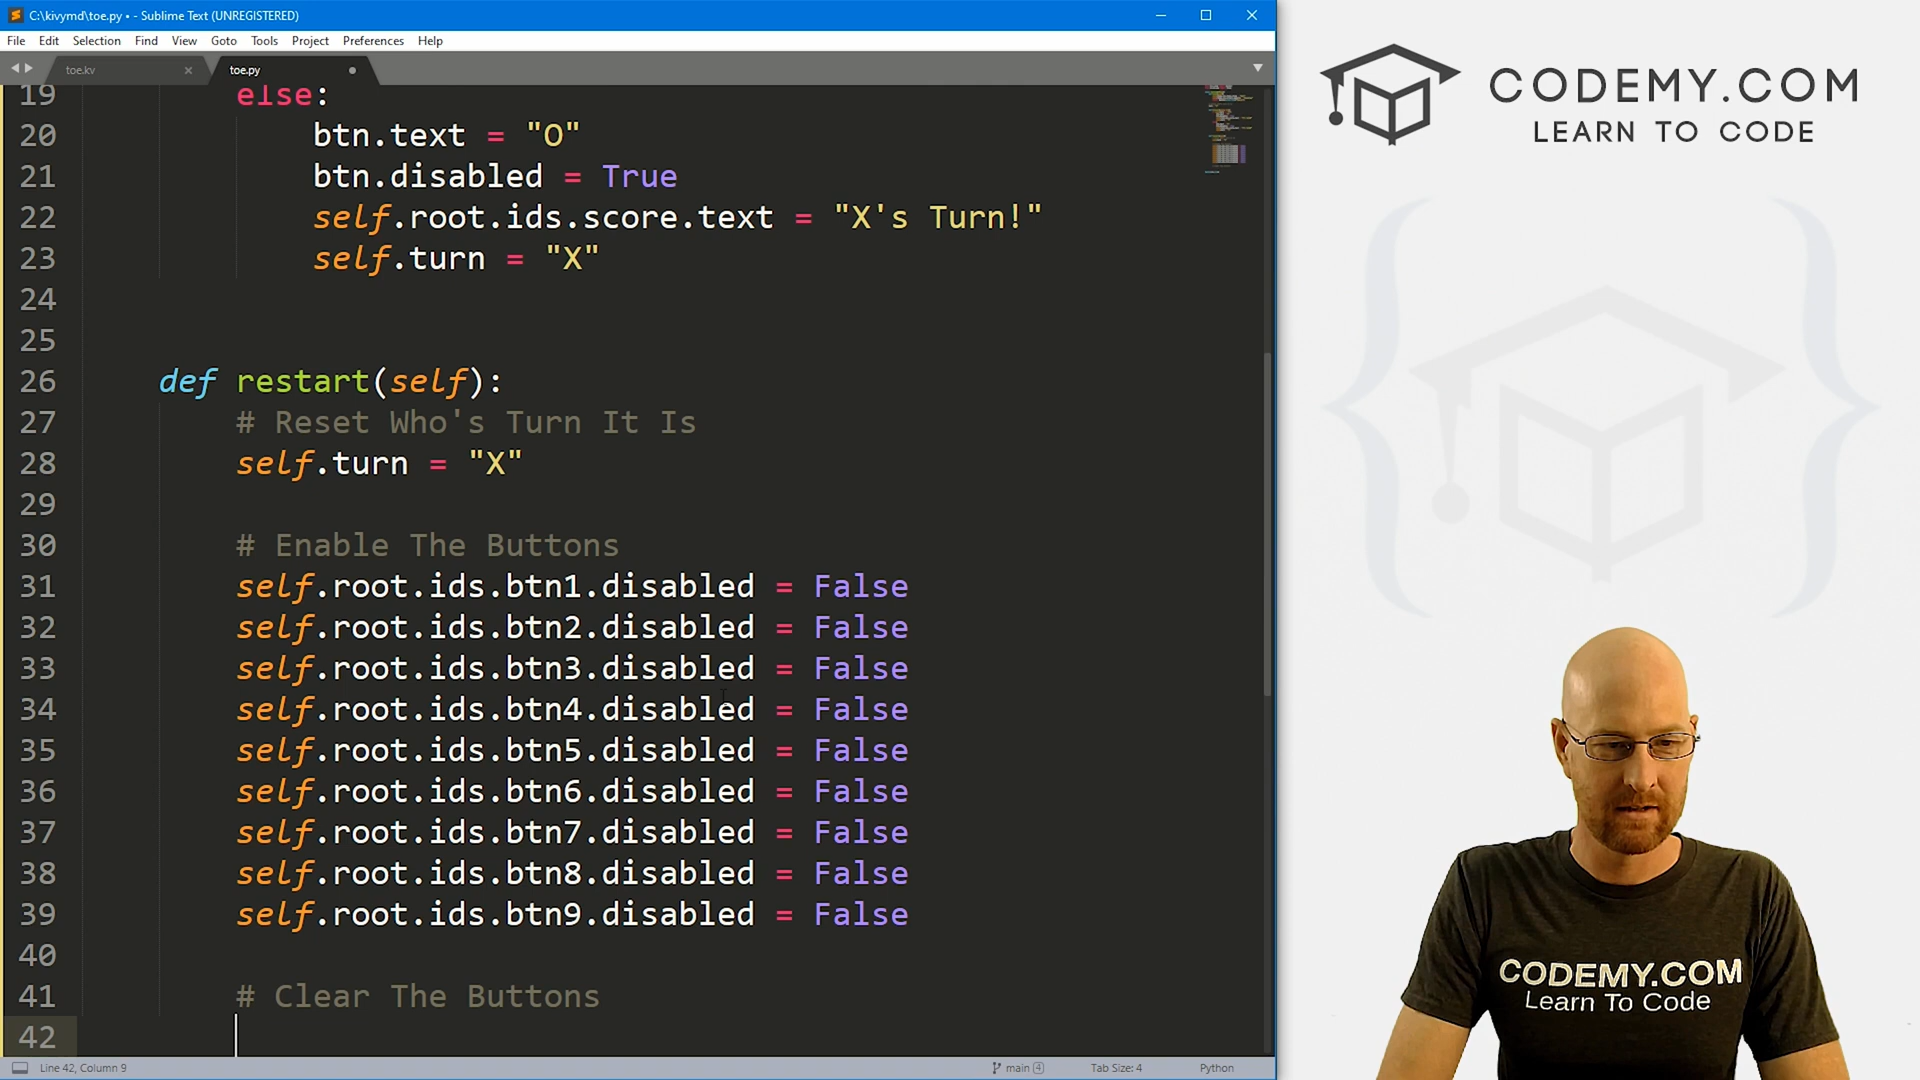 C:\kivymd\toe.py • - Sublime Text (UNREGISTERED)
File Edit Selection Find View Goto Tools Project Preferences Help
toe.kv toe.py
19 else:
20 btn.text = "O"
21 btn.disabled = True
22 self.root.ids.score.text = "X's Turn!"
23 self.turn = "X"
24
25
26 def restart(self):
27 # Reset Who's Turn It Is
28 self.turn = "X"
29
30 # Enable The Buttons
31 self.root.ids.btn1.disabled = False
32 self.root.ids.btn2.disabled = False
33 self.root.ids.btn3.disabled = False
34 self.root.ids.btn4.disabled = False
35 self.root.ids.btn5.disabled = False
36 self.root.ids.btn6.disabled = False
37 self.root.ids.btn7.disabled = False
38 self.root.ids.btn8.disabled = False
39 self.root.ids.btn9.disabled = False
40
41 # Clear The Buttons
42
Line 42, Column 9 main 4 Tab Size: 4 Python
CODEMY.COM
LEARN TO CODE
CODEMY.COM
Learn To Code